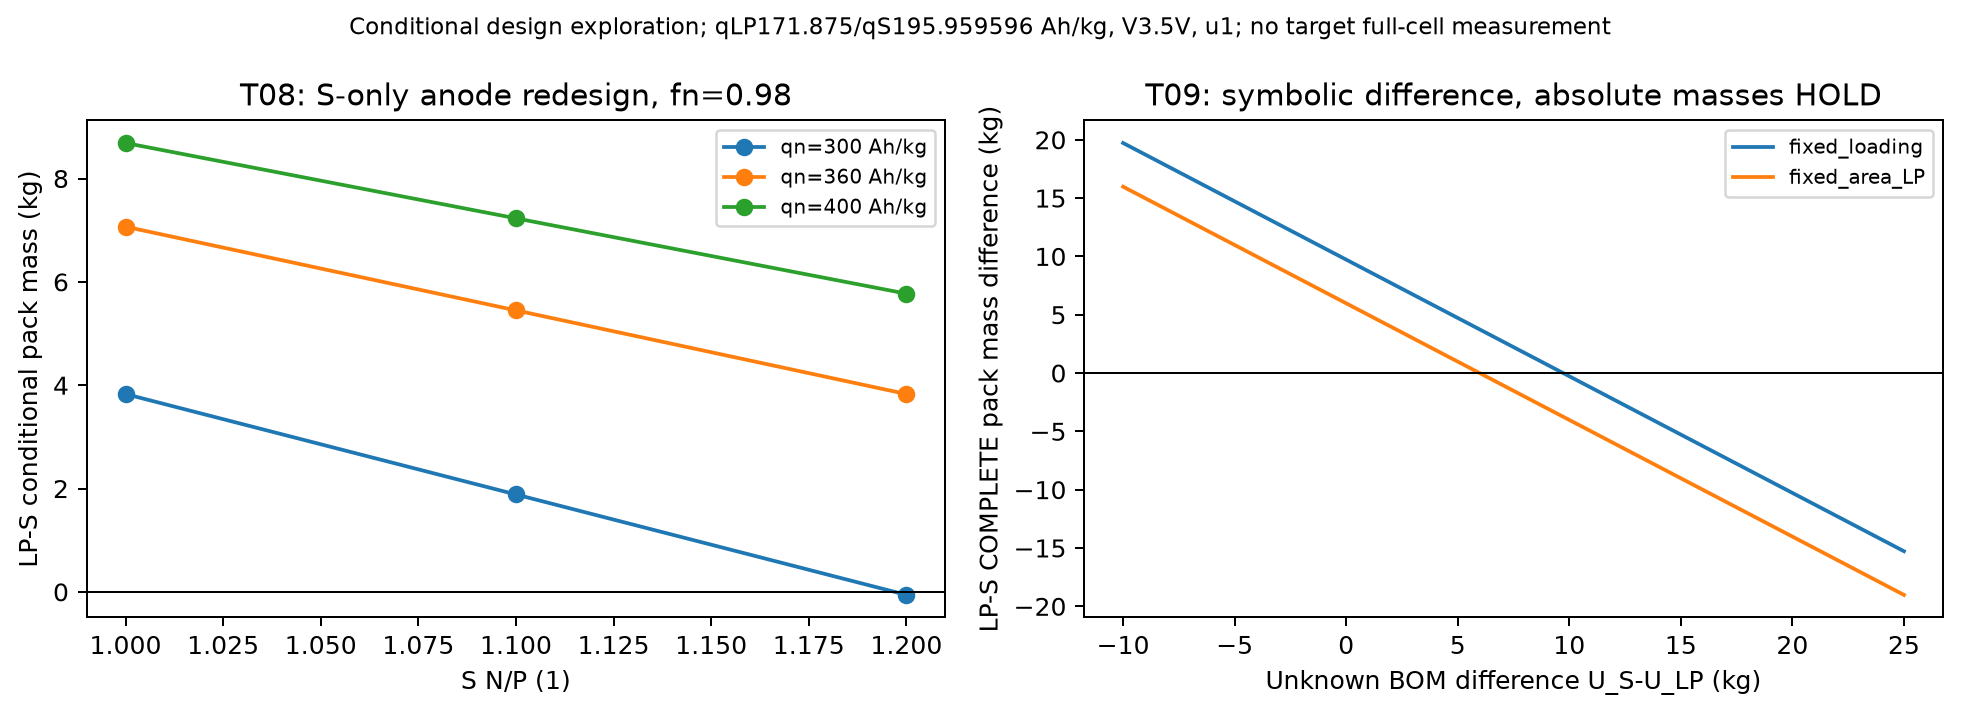 Conditional design exploration; qLP171.875/qS195.959596 Ah/kg, V3.5V, u1; no target full-cell measurement
T08: S-only anode redesign, fn=0.98
LP-S conditional pack mass (kg)
8
6
4
2
0
qn=300 Ah/kg
qn=360 Ah/kg
qn=400 Ah/kg
1.000 1.025 1.050 1.075 1.100 1.125 1.150 1.175 1.200
S N/P (1)
T09: symbolic difference, absolute masses HOLD
LP-S COMPLETE pack mass difference (kg)
20
15
10
5
0
−5
−10
−15
−20
fixed_loading
fixed_area_LP
−10 −5 0 5 10 15 20 25
Unknown BOM difference U_S-U_LP (kg)